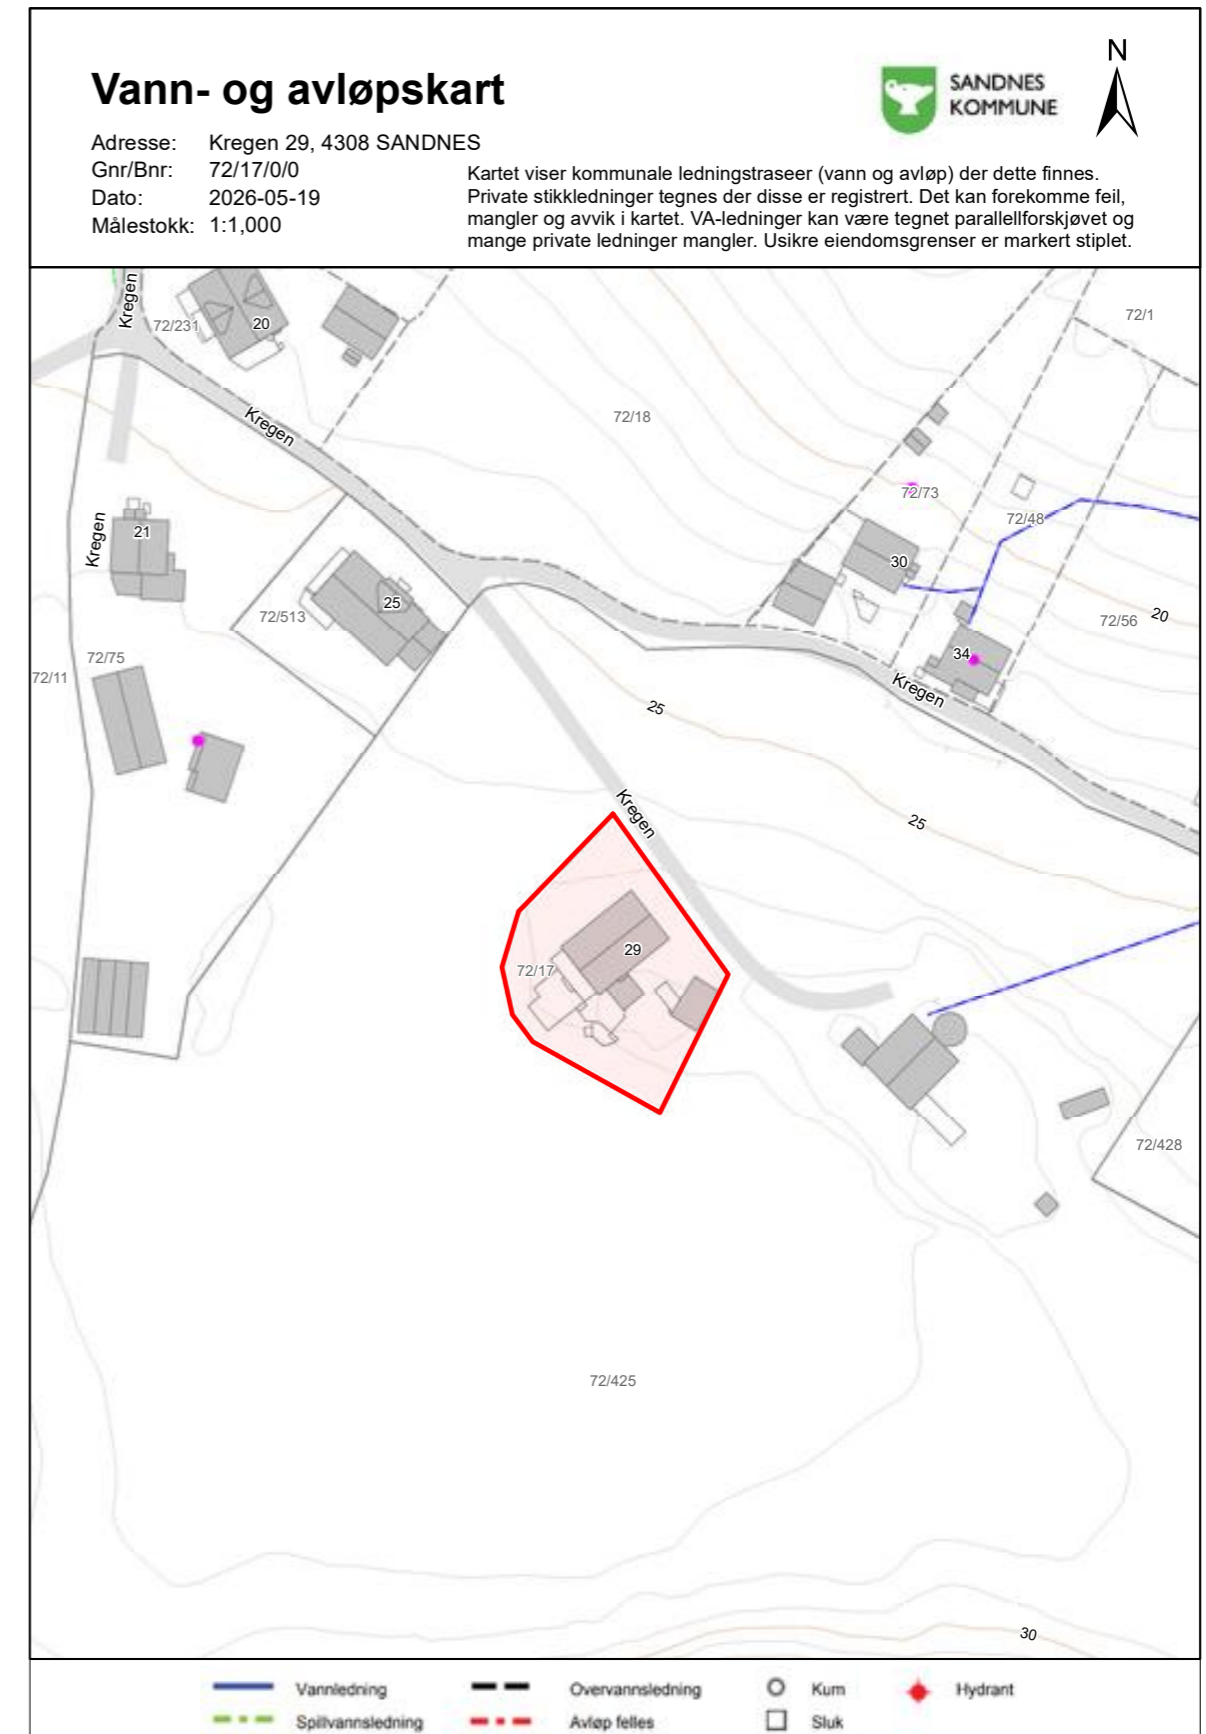 Vann- og avløpskart
SANDNES
KOMMUNE
N
Adresse: Kregen 29, 4308 SANDNES
Gnr/Bnr: 72/17/0/0
Dato: 2026-05-19
Målestokk: 1:1,000
Kartet viser kommunale ledningstraseer (vann og avløp) der dette finnes.
Private stikkledninger tegnes der disse er registrert. Det kan forekomme feil,
mangler og avvik i kartet. VA-ledninger kan være tegnet parallellforskjøvet og
mange private ledninger mangler. Usikre eiendomsgrenser er markert stiplet.
Kregen
72/231
20
72/1
Kregen
72/18
72/73
72/48
Kregen
21
30
25
72/513
20
72/56
72/75
34
72/11
Kregen
25
Kregen
25
29
72/17
72/428
72/425
30
Vannledning
Overvannsledning
Kum
Hydrant
Spillvannsledning
Avløp felles
Sluk